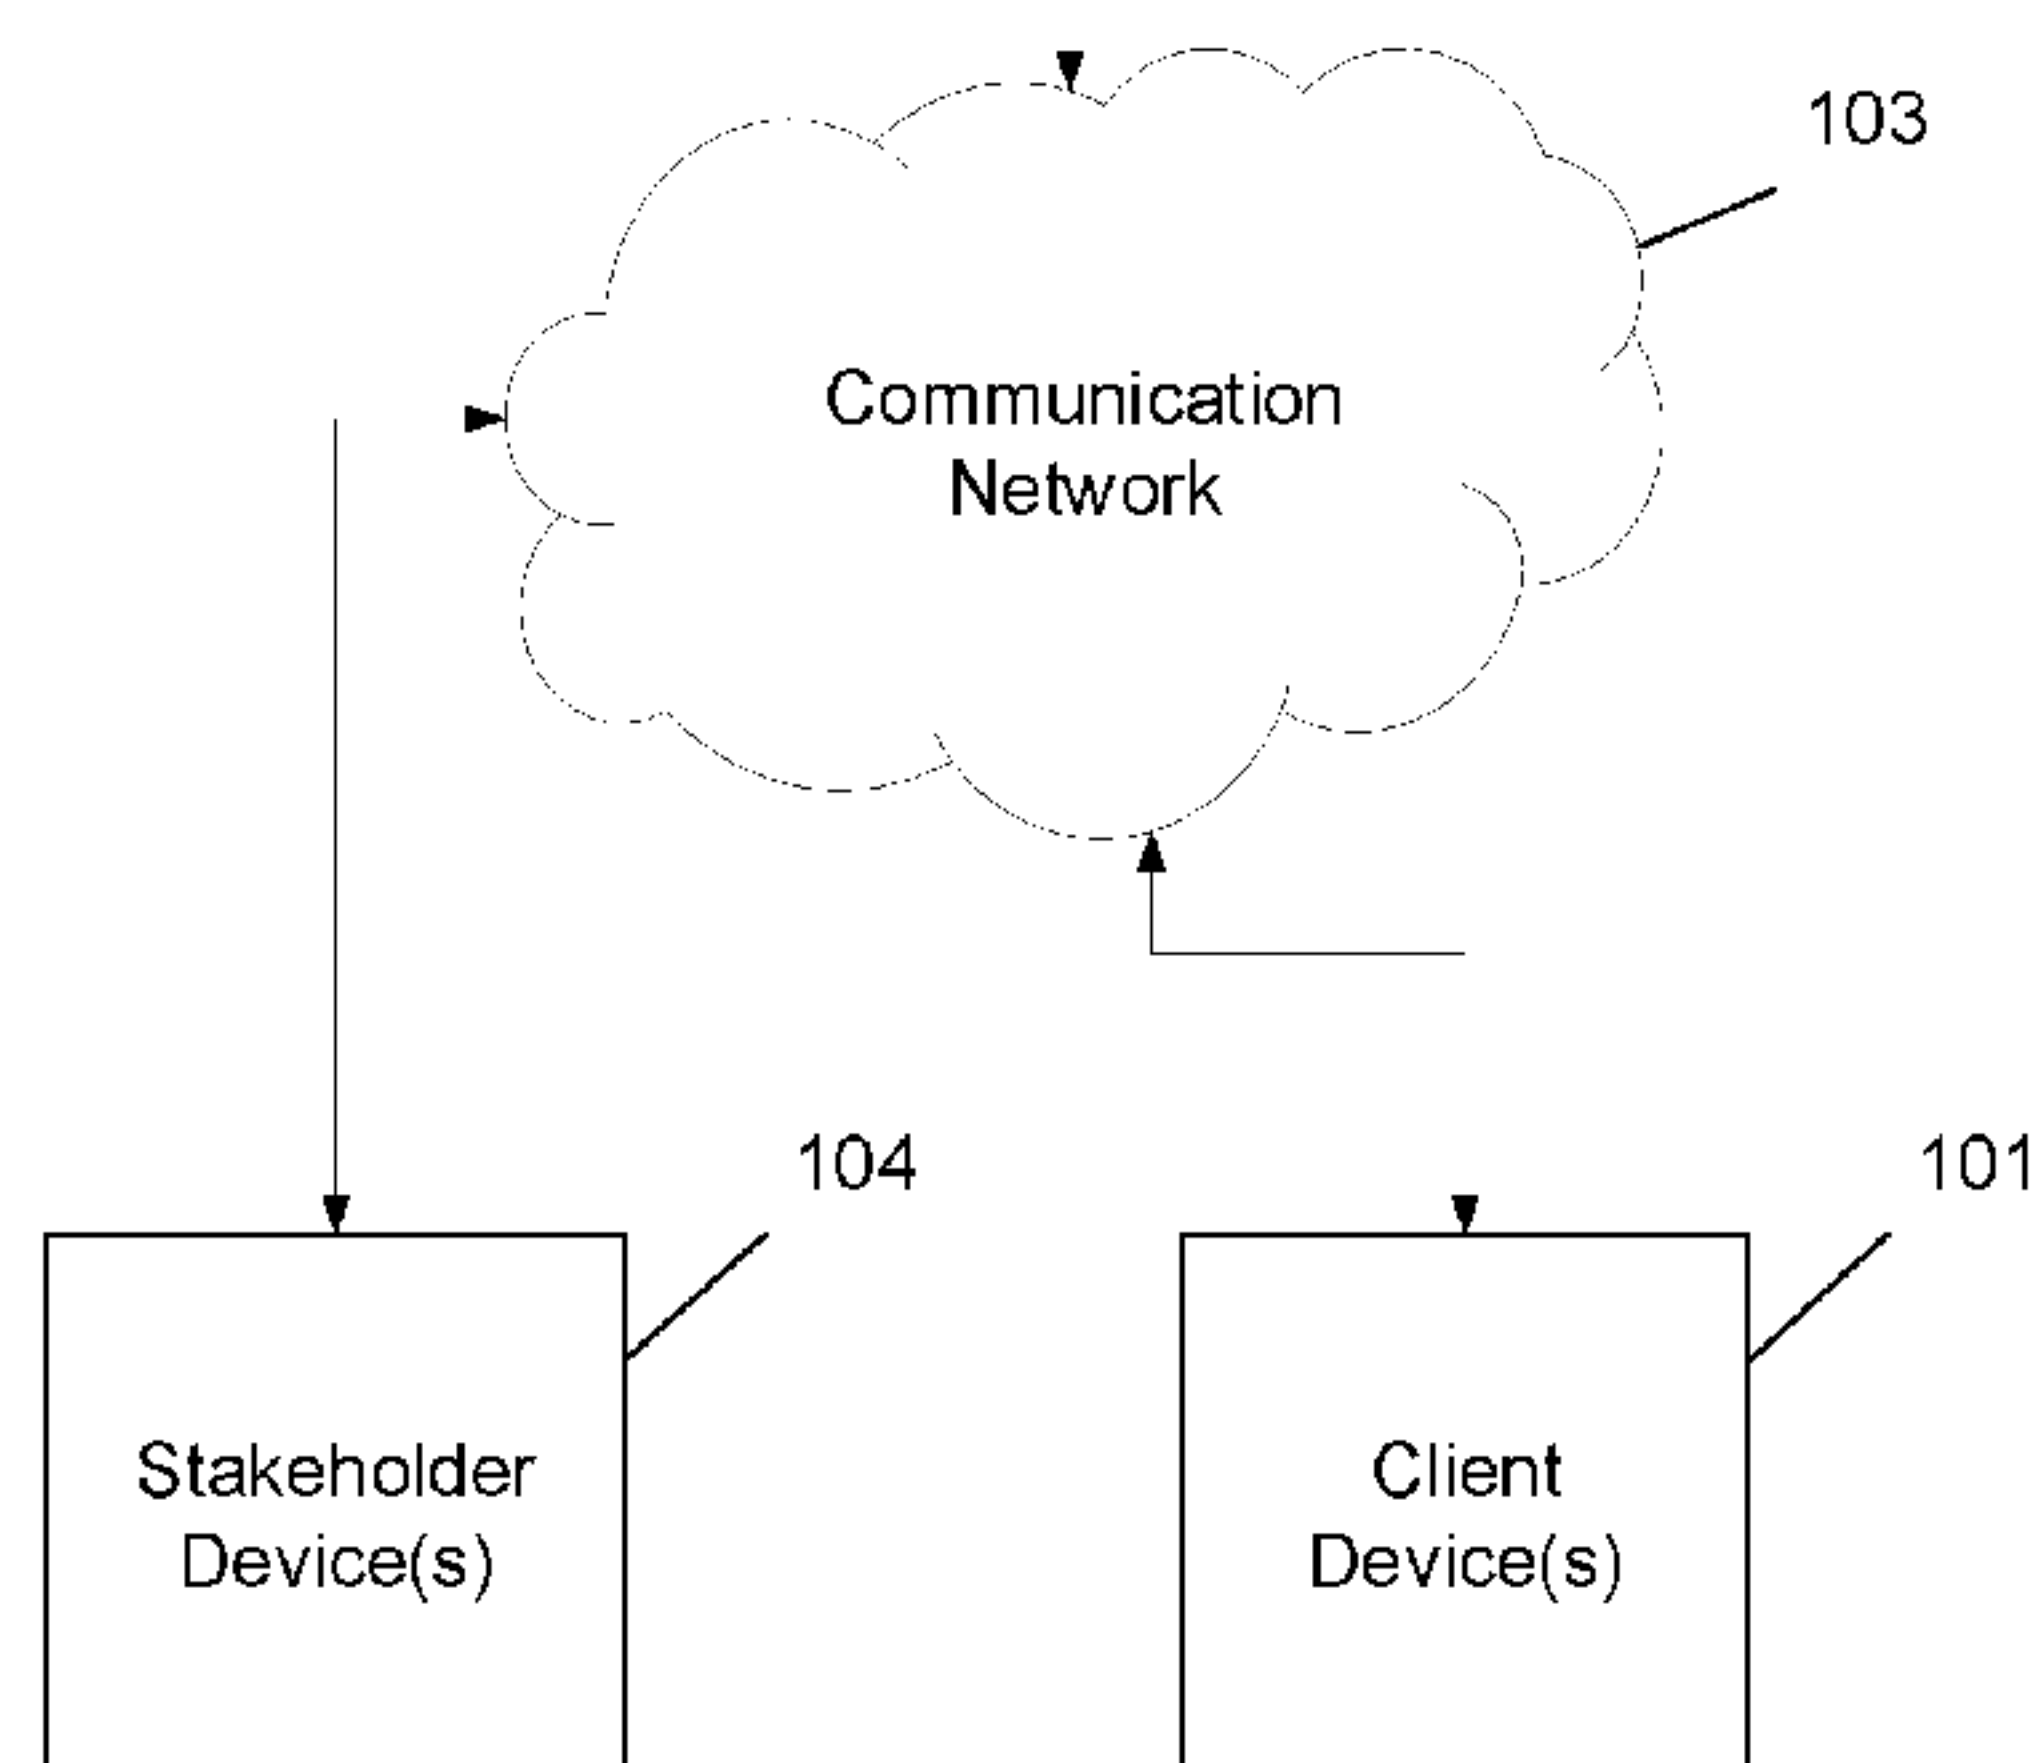 103
Communication
Network
104
101
Stakeholder
Device(s)
Client
Device(s)